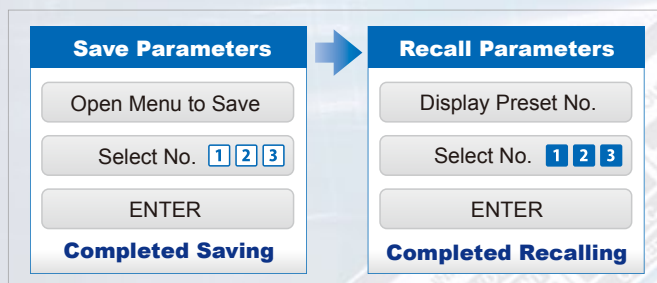 Save Parameters
Open Menu to Save
Select No. 1 2 3
ENTER
Completed Saving
Recall Parameters
Display Preset No.
Select No. 1 2 3
ENTER
Completed Recalling